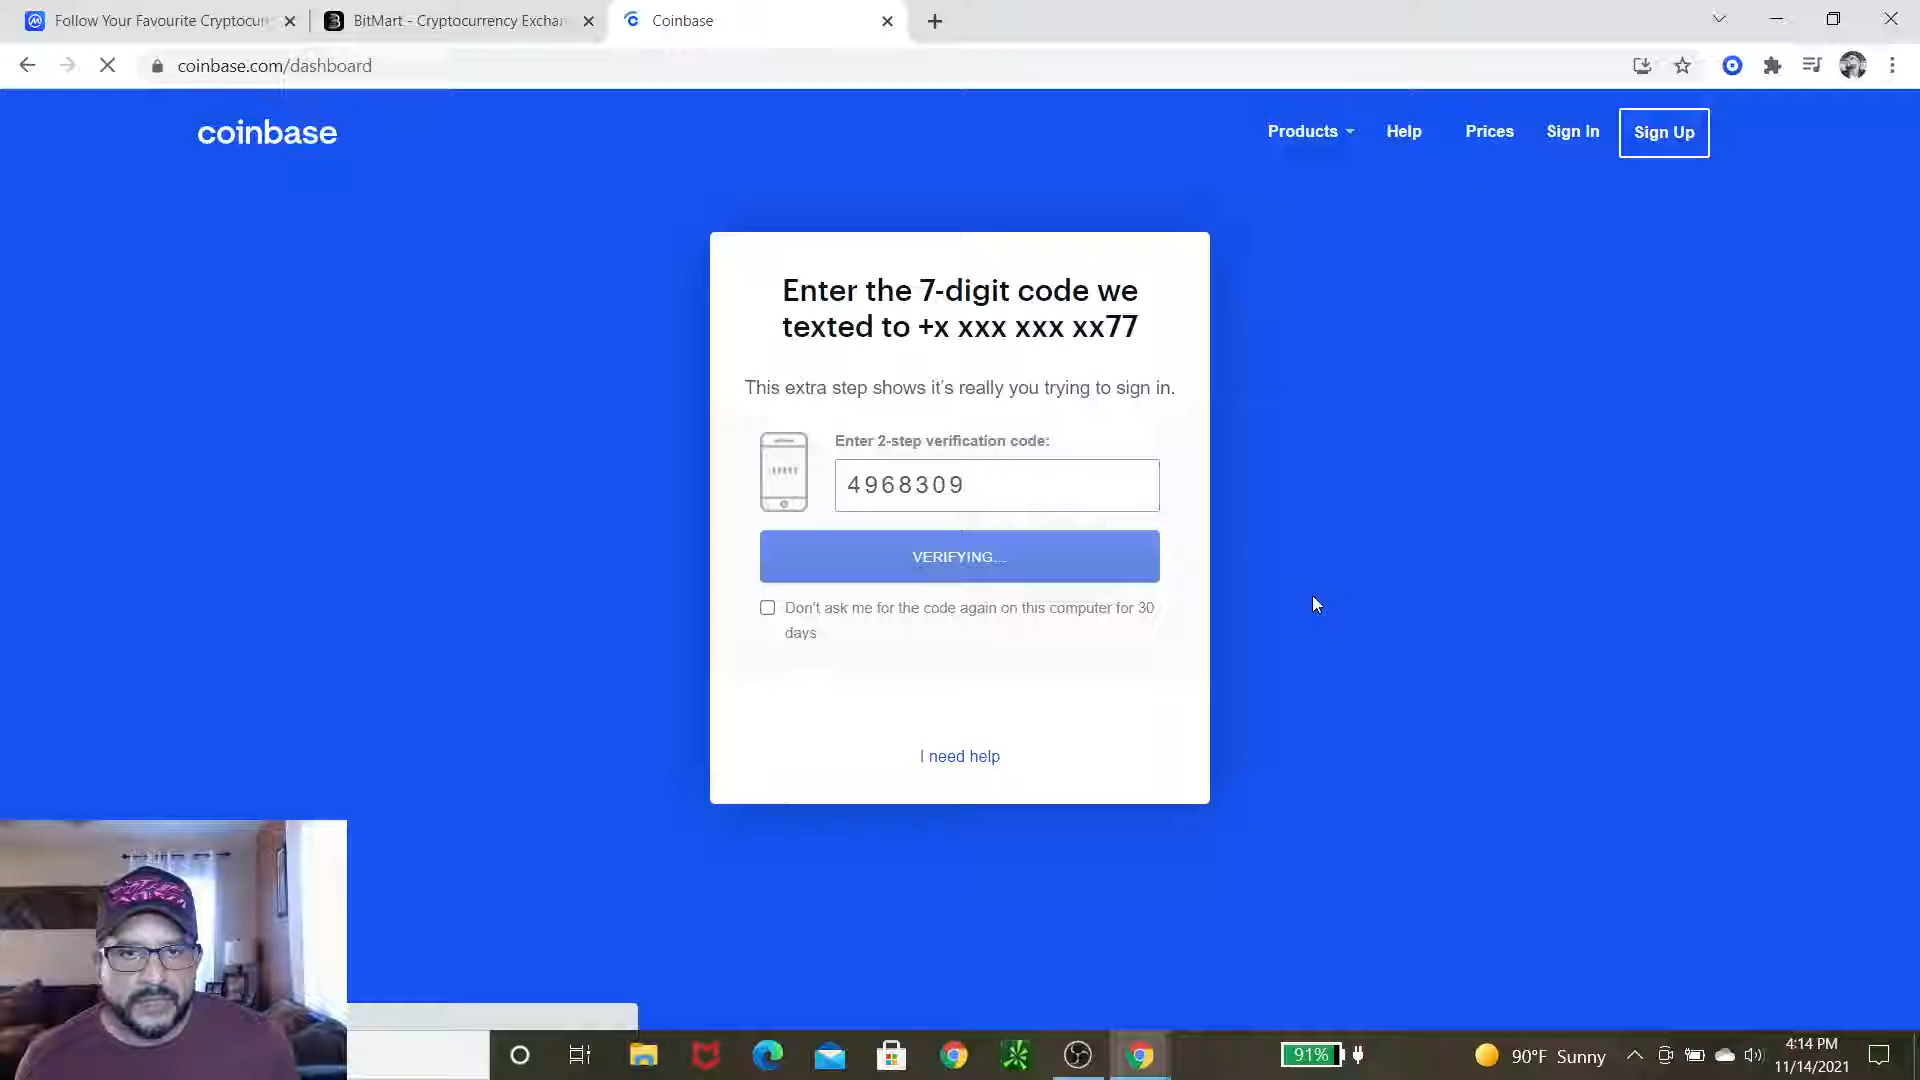 Follow Your Favourite Cryptocur
BitMart - Cryptocurrency Exchan
Coinbase
coinbase.com/dashboard
coinbase
Products
Help
Prices
Sign In
Sign Up
Enter the 7-digit code we
texted to +x xxx xxx xx77
This extra step shows it's really you trying to sign in.
Enter 2-step verification code:
4968309
VERIFYING...
Don't ask me for the code again on this computer for 30
days
I need help
91%
90°F Sunny
4:14 PM
11/14/2021